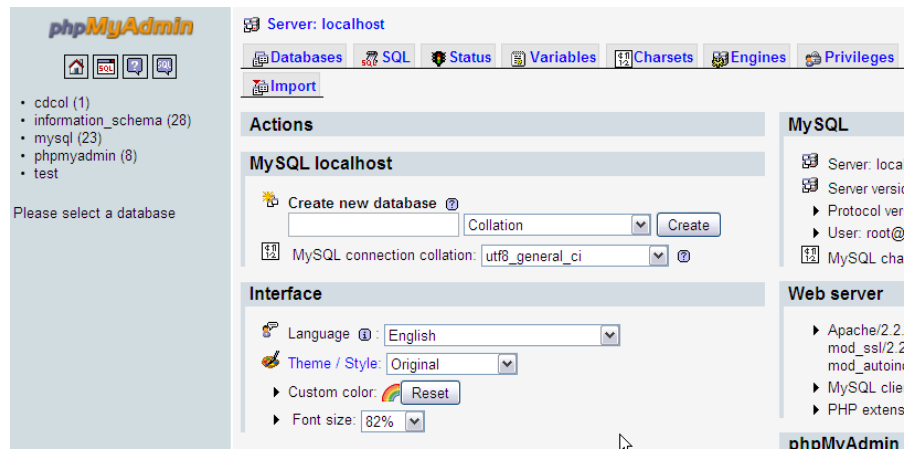 phpMyAdmin
cdcol (1)
information_schema (28)
mysql (23)
phpmyadmin (8)
test
Please select a database
Server: localhost
Databases SQL Status Variables Charsets Engines Privileges
Import
Actions
MySQL localhost
Create new database
Collation Create
MySQL connection collation: utf8_general_ci
Interface
Language : English
Theme / Style: Original
Custom color: Reset
Font size: 82%
MySQL
Server: local
Server versio
Protocol ver
User: root@
MySQL cha
Web server
Apache/2.2.
mod_ssl/2.2
mod_autoind
MySQL clie
PHP extens
phpMyAdmin